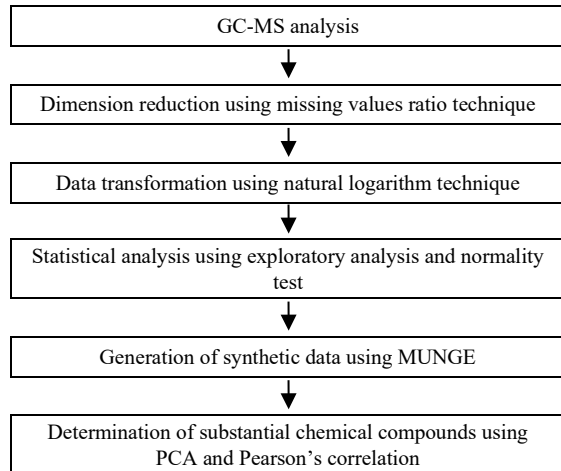 GC-MS analysis
Dimension reduction using missing values ratio technique
Data transformation using natural logarithm technique
Statistical analysis using exploratory analysis and normality
test
Generation of synthetic data using MUNGE
Determination of substantial chemical compounds using
PCA and Pearson’s correlation